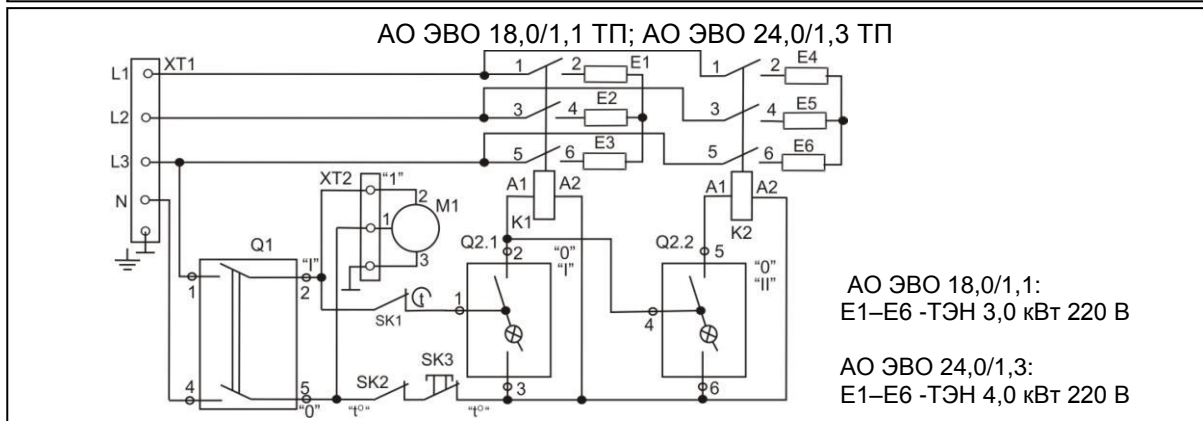 АО ЭВО 18,0/1,1 ТП; АО ЭВО 24,0/1,3 ТП
L1 XT1 1 2 E1 1 2 E4
L2 3 4 E2 3 4 E5
L3 5 6 E3 5 6 E6
XT2 "1" 2 A1 A2 A1 A2
N 1 M1 K1 K2
Q1 3 Q2.1 2 "0" Q2.2 5 "0"
"I" "I" "II"
1 2 SK1 t 1 4
SK2 SK3
4 5 3 6
"0" "t°" "t°"
АО ЭВО 18,0/1,1:
Е1–Е6 -ТЭН 3,0 кВт 220 В
АО ЭВО 24,0/1,3:
Е1–Е6 -ТЭН 4,0 кВт 220 В